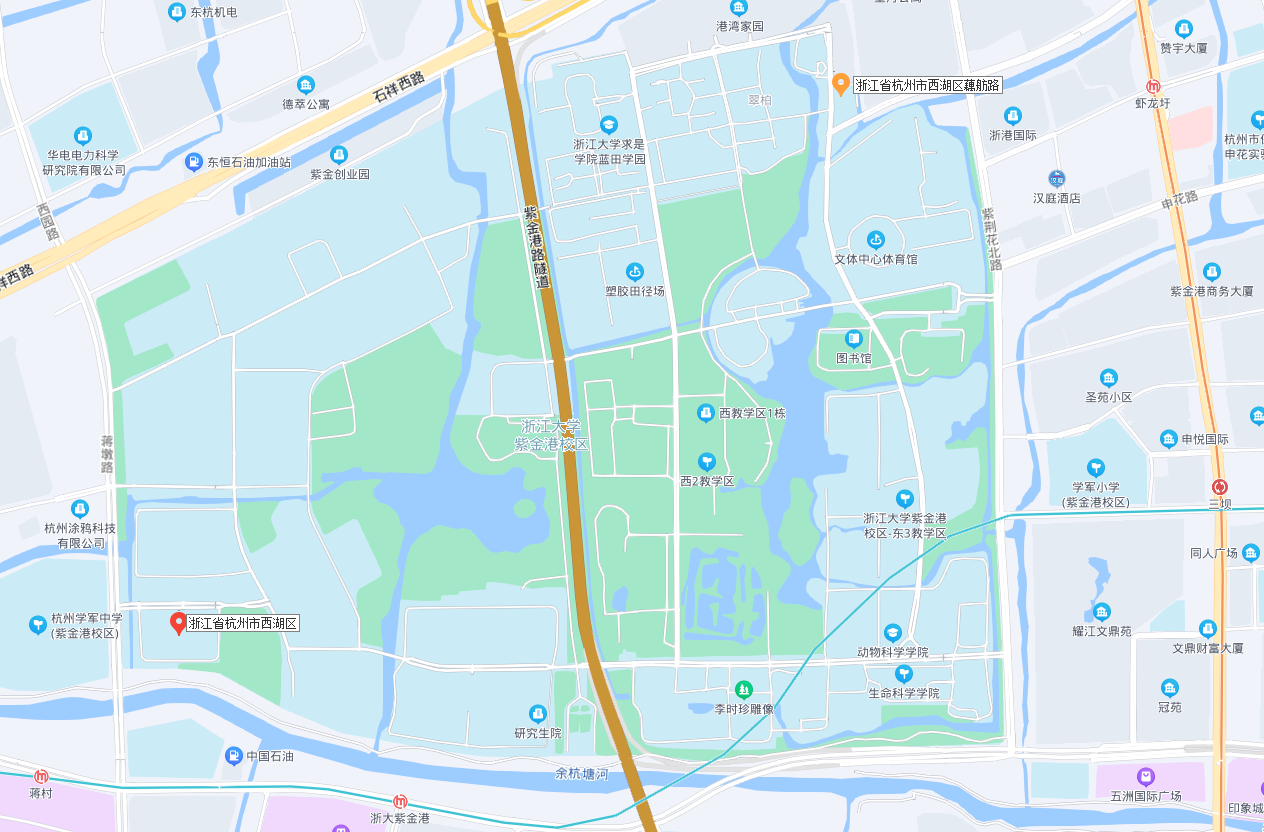 东杭机电
港湾家园
赞宇大厦
石祥西路
德萃公寓
翠柏
浙江省杭州市西湖区藕舫路
虾龙圩
华电电力科学
研究院有限公司
东恒石油加油站
紫金创业园
浙江大学求是
学院蓝田学园
浙港国际
汉庭
汉庭酒店
申花路
西园路
紫金港路隧道
紫荆花北路
文体中心体育馆
祥西路
塑胶田径场
紫金港商务大厦
图书馆
圣苑小区
浙江大学
紫金港校区
西教学区1栋
申悦国际
蒋墩路
西2教学区
学军小学
(紫金港校区)
三坝
杭州涂鸦科技
有限公司
浙江大学紫金港
校区-东3教学区
同人广场
杭州学军中学
(紫金港校区)
浙江省杭州市西湖区
耀江文鼎苑
动物科学学院
文鼎财富大厦
生命科学学院
李时珍雕像
冠苑
研究生院
中国石油
余杭塘河
蒋村
浙大紫金港
五洲国际广场
印象城